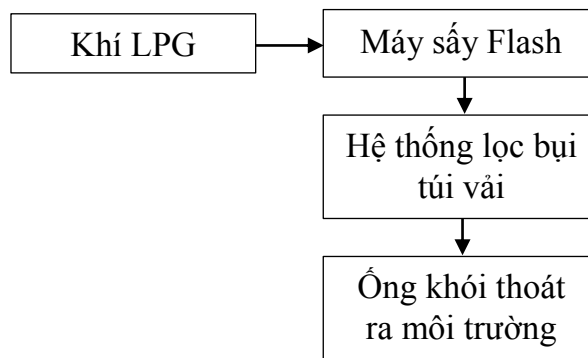 Khí LPG
Máy sấy Flash
Hệ thống lọc bụi
túi vải
Ống khói thoát
ra môi trường